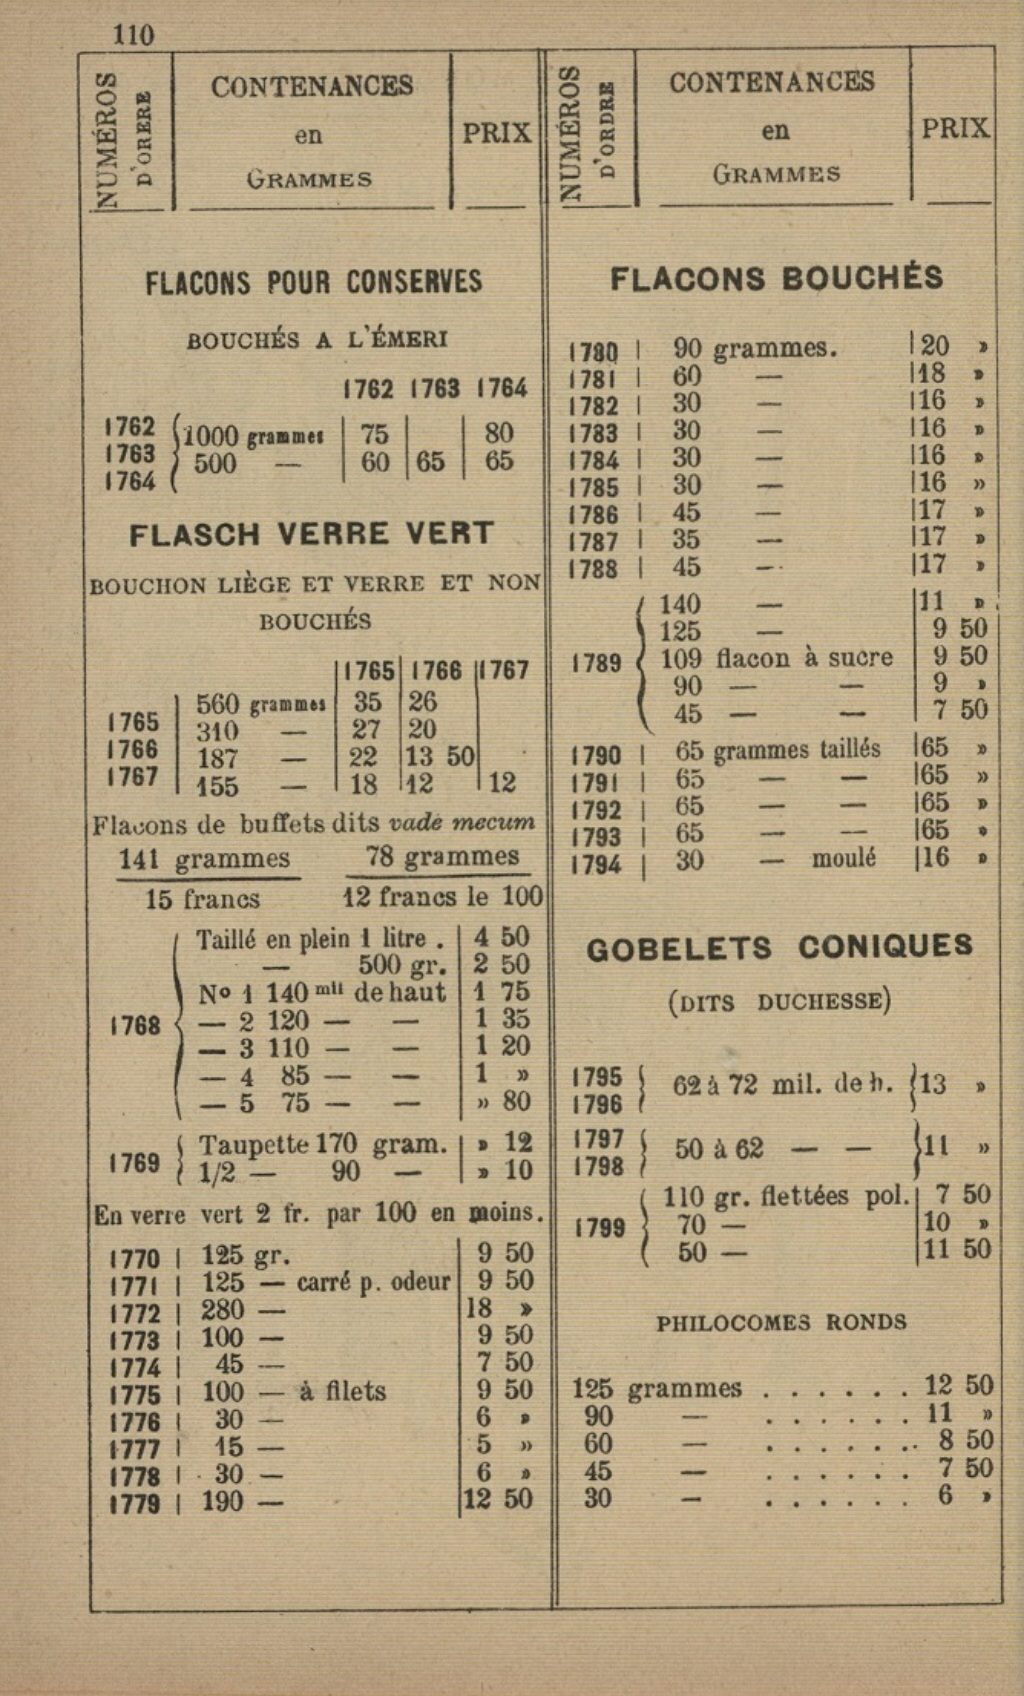 110
NUMÉROS D'ORERE
CONTENANCES
en
GRAMMES
PRIX
FLACONS POUR CONSERVES
BOUCHÉS A L'ÉMERI
1762 1763 1764
1762 1000 grammes 75 80
1763 500 — 60 65 65
1764
FLASCH VERRE VERT
BOUCHON LIÈGE ET VERRE ET NON
BOUCHÉS
1765 1766 1767
560 grammes 35 26
1765 310 — 27 20
1766 187 — 22 13 50
1767 155 — 18 12 12
Flacons de buffets dits vade mecum
141 grammes 78 grammes
15 francs 12 francs le 100
Taillé en plein 1 litre . 4 50
— 500 gr. 2 50
Nº 1 140 mil de haut 1 75
1768 — 2 120 — — 1 35
— 3 110 — — 1 20
— 4 85 — — 1 »
— 5 75 — — » 80
Taupette 170 gram. » 12
1769 1/2 — 90 — » 10
En verre vert 2 fr. par 100 en moins.
1770 125 gr. 9 50
1771 125 — carré p. odeur 9 50
1772 280 — 18 »
1773 100 — 9 50
1774 45 — 7 50
1775 100 — à filets 9 50
1776 30 — 6 »
1777 15 — 5 »
1778 30 — 6 »
1779 190 — 12 50
NUMÉROS D'ORDRE
CONTENANCES
en
GRAMMES
PRIX
FLACONS BOUCHÉS
1780 90 grammes. 20 »
1781 60 — 18 »
1782 30 — 16 »
1783 30 — 16 »
1784 30 — 16 »
1785 30 — 16 »
1786 45 — 17 »
1787 35 — 17 »
1788 45 — 17 »
140 — 11 »
125 — 9 50
1789 109 flacon à sucre 9 50
90 — — 9 »
45 — — 7 50
1790 65 grammes taillés 65 »
1791 65 — — 65 »
1792 65 — — 65 »
1793 65 — — 65 »
1794 30 — moulé 16 »
GOBELETS CONIQUES
(DITS DUCHESSE)
1795
1796 62 à 72 mil. de h. 13 »
1797
1798 50 à 62 — — 11 »
110 gr. flettées pol. 7 50
1799 70 — 10 »
50 — 11 50
PHILOCOMES RONDS
125 grammes . . . . . . 12 50
90 — . . . . . . 11 »
60 — . . . . . . 8 50
45 — . . . . . . 7 50
30 — . . . . . . 6 »